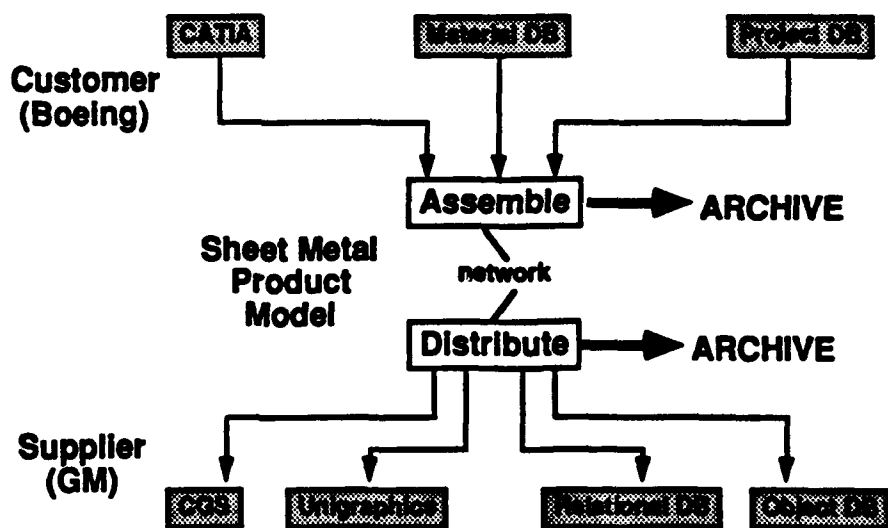 CATIA
Material DB
Project DB
Customer
(Boeing)
Assemble
ARCHIVE
Sheet Metal
Product
Model
network
Distribute
ARCHIVE
Supplier
(GM)
CGS
Unigraphics
Relational DB
Object DB